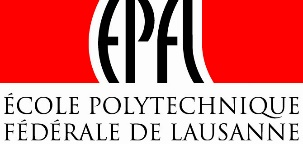 EPFL
ÉCOLE POLYTECHNIQUE
FÉDÉRALE DE LAUSANNE